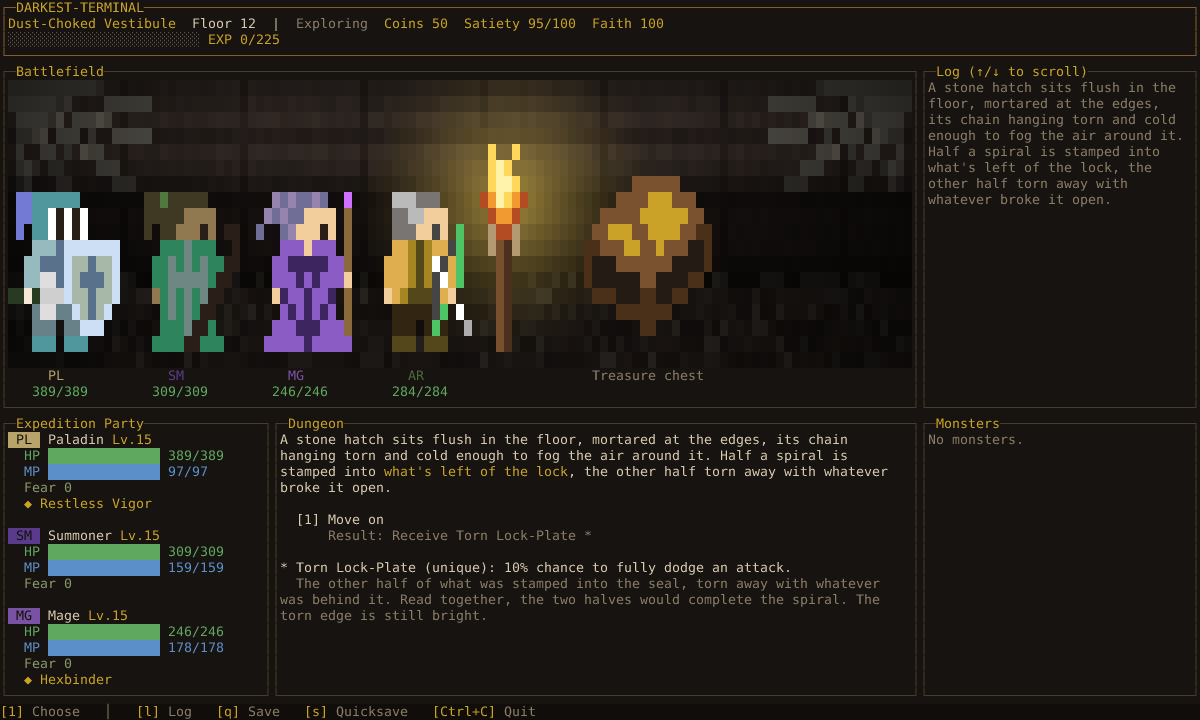 DARKEST-TERMINAL
Dust-Choked Vestibule  Floor 12  |  Exploring  Coins 50  Satiety 95/100  Faith 100
EXP 0/225
Battlefield
PL SM MG AR Treasure chest
389/389 309/309 246/246 284/284
Log (↑/↓ to scroll)
A stone hatch sits flush in the
floor, mortared at the edges,
its chain hanging torn and cold
enough to fog the air around it.
Half a spiral is stamped into
what's left of the lock, the
other half torn away with
whatever broke it open.
Expedition Party
PL Paladin Lv.15
HP 389/389
MP 97/97
Fear 0
◆ Restless Vigor
SM Summoner Lv.15
HP 309/309
MP 159/159
Fear 0
MG Mage Lv.15
HP 246/246
MP 178/178
Fear 0
◆ Hexbinder
Dungeon
A stone hatch sits flush in the floor, mortared at the edges, its chain
hanging torn and cold enough to fog the air around it. Half a spiral is
stamped into what's left of the lock, the other half torn away with whatever
broke it open.
[1] Move on
Result: Receive Torn Lock-Plate *
* Torn Lock-Plate (unique): 10% chance to fully dodge an attack.
The other half of what was stamped into the seal, torn away with whatever
was behind it. Read together, the two halves would complete the spiral. The
torn edge is still bright.
Monsters
No monsters.
[1] Choose │ [l] Log [q] Save [s] Quicksave [Ctrl+C] Quit